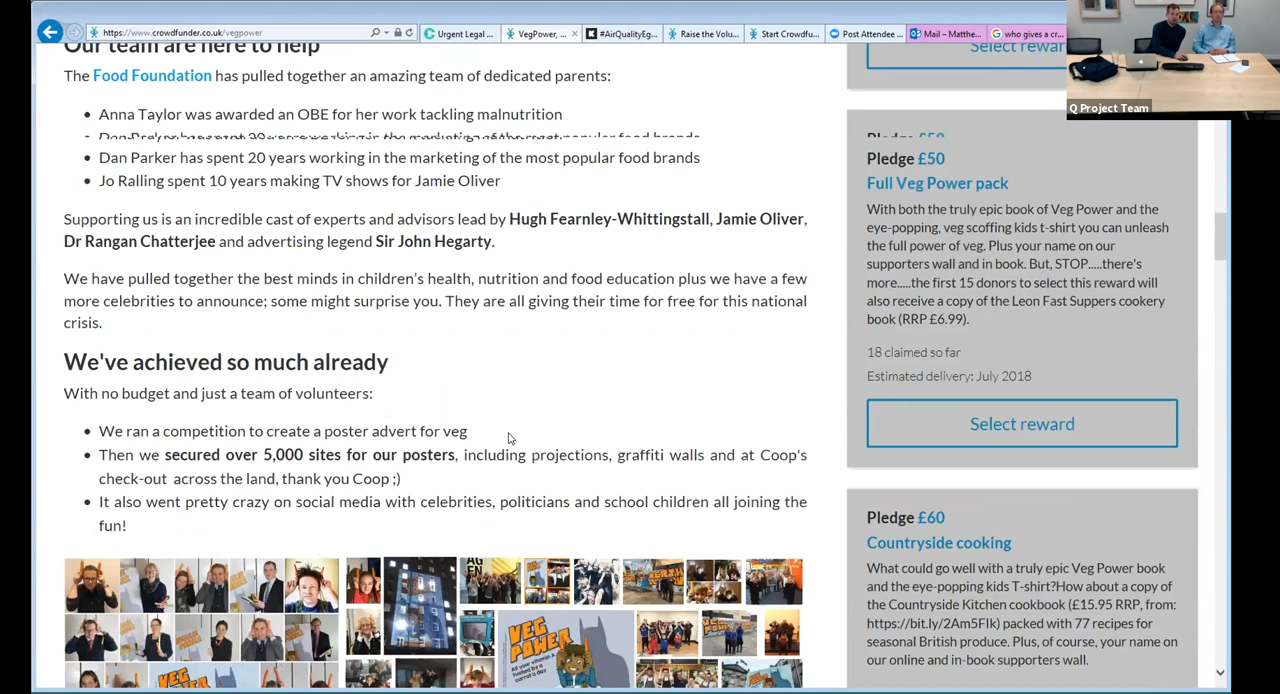 https://www.crowdfunder.co.uk/vegpower
Urgent Legal ...
VegPower, ...
#AirQualityEg...
Raise the Volu...
Start Crowdfu...
Post Attendee ...
Mail – Matthe...
who gives a cr...
Q Project Team
Our team are here to help
The Food Foundation has pulled together an amazing team of dedicated parents:
• Anna Taylor was awarded an OBE for her work tackling malnutrition
• Dan Parker has spent 20 years working in the marketing of the most popular food brands
• Jo Ralling spent 10 years making TV shows for Jamie Oliver
Supporting us is an incredible cast of experts and advisors lead by Hugh Fearnley-Whittingstall, Jamie Oliver,
Dr Rangan Chatterjee and advertising legend Sir John Hegarty.
We have pulled together the best minds in children's health, nutrition and food education plus we have a few
more celebrities to announce; some might surprise you. They are all giving their time for free for this national
crisis.
We've achieved so much already
With no budget and just a team of volunteers:
• We ran a competition to create a poster advert for veg
• Then we secured over 5,000 sites for our posters, including projections, graffiti walls and at Coop's
check-out across the land, thank you Coop ;)
• It also went pretty crazy on social media with celebrities, politicians and school children all joining the
fun!
VEG
POWER
Select reward
Pledge £50
Full Veg Power pack
With both the truly epic book of Veg Power and the
eye-popping, veg scoffing kids t-shirt you can unleash
the full power of veg. Plus your name on our
supporters wall and in book. But, STOP.....there's
more.....the first 15 donors to select this reward will
also receive a copy of the Leon Fast Suppers cookery
book (RRP £6.99).
18 claimed so far
Estimated delivery: July 2018
Select reward
Pledge £60
Countryside cooking
What could go well with a truly epic Veg Power book
and the eye-popping kids T-shirt?How about a copy of
the Countryside Kitchen cookbook (£15.95 RRP, from:
https://bit.ly/2Am5FIk) packed with 77 recipes for
seasonal British produce. Plus, of course, your name on
our online and in-book supporters wall.